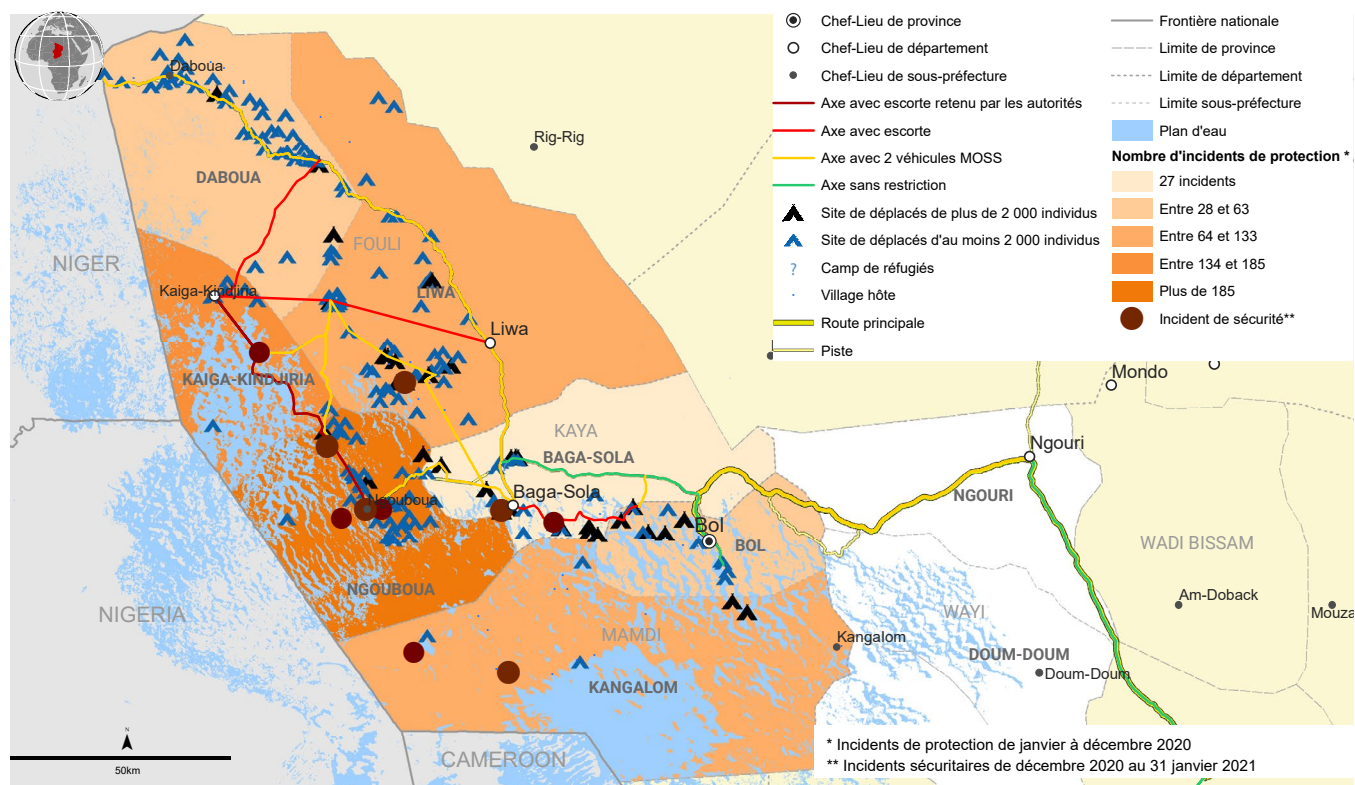 Chef-Lieu de province
Chef-Lieu de département
Chef-Lieu de sous-préfecture
Axe avec escorte retenu par les autorités
Axe avec escorte
Axe avec 2 véhicules MOSS
Axe sans restriction
Site de déplacés de plus de 2 000 individus
Site de déplacés d'au moins 2 000 individus
Camp de réfugiés
Village hôte
Route principale
Piste
Frontière nationale
Limite de province
Limite de département
Limite sous-préfecture
Plan d'eau
Nombre d'incidents de protection *
27 incidents
Entre 28 et 63
Entre 64 et 133
Entre 134 et 185
Plus de 185
Incident de sécurité**
Daboua
Rig-Rig
DABOUA
FOULI
NIGER
Kaiga-Kindjiria
LIWA
Liwa
KAIGA-KINDJIRIA
Mondo
KAYA
BAGA-SOLA
Ngouri
NGOURI
Baga-Sola
Ngouboua
Bol
BOL
WADI BISSAM
NGOUBOUA
NIGERIA
Am-Doback
Mouza
WAYI
MAMDI
Kangalom
DOUM-DOUM
Doum-Doum
KANGALOM
CAMEROON
N
50km
* Incidents de protection de janvier à décembre 2020
** Incidents sécuritaires de décembre 2020 au 31 janvier 2021